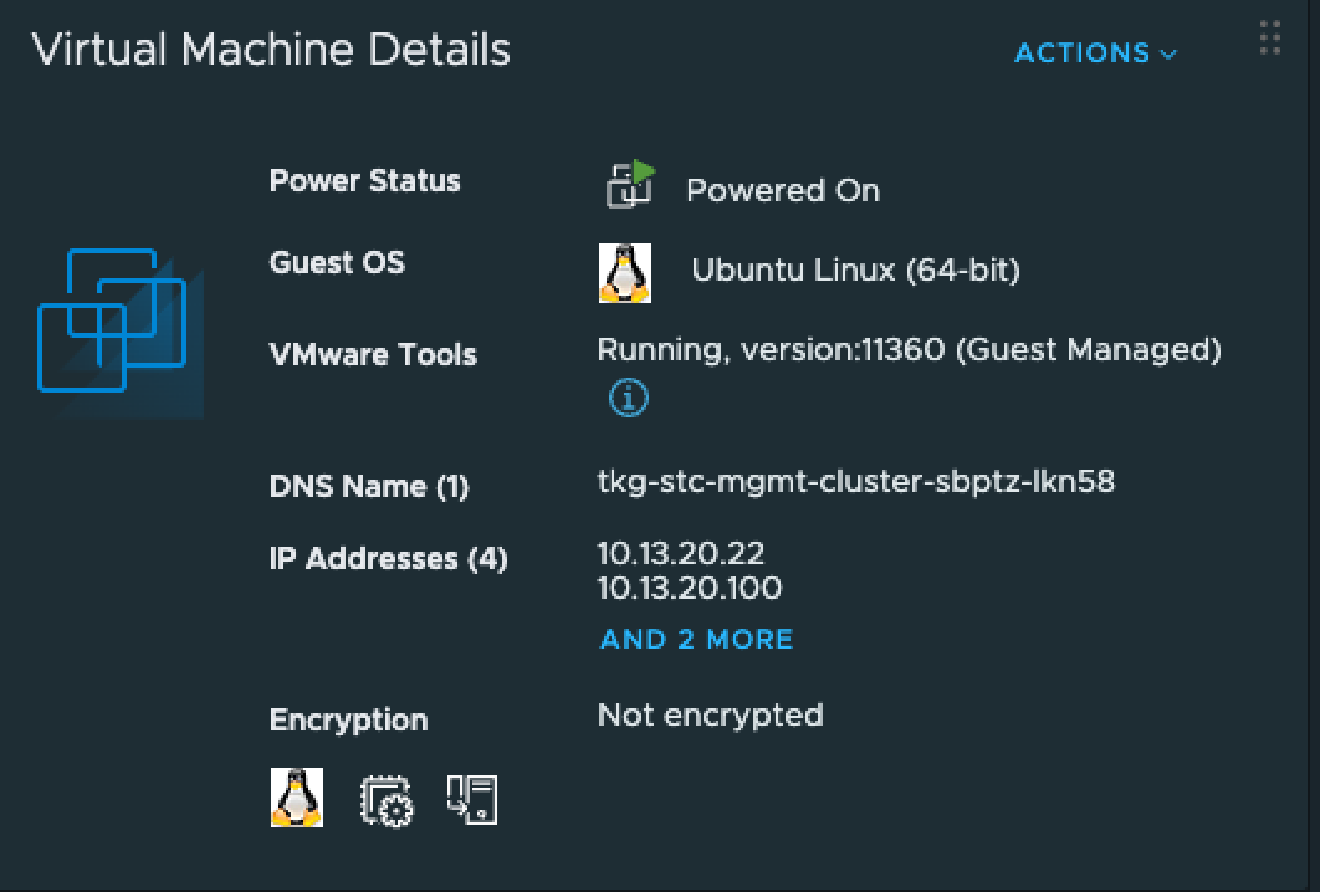 Virtual Machine Details
ACTIONS
Power Status
Powered On
Guest OS
Ubuntu Linux (64-bit)
VMware Tools
Running, version:11360 (Guest Managed)
DNS Name (1)
tkg-stc-mgmt-cluster-sbptz-lkn58
IP Addresses (4)
10.13.20.22
10.13.20.100
AND 2 MORE
Encryption
Not encrypted